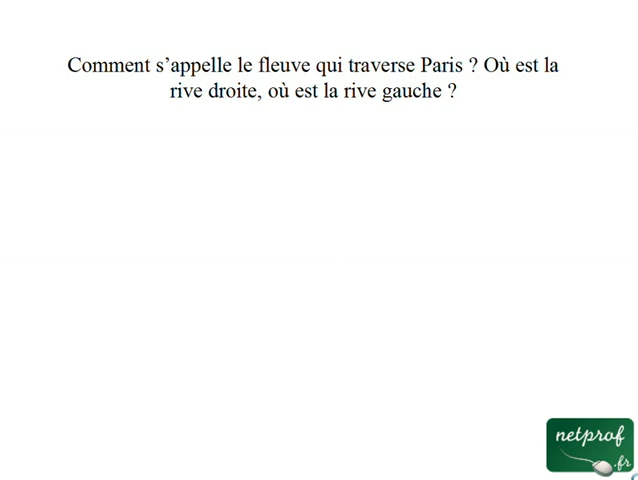 Comment s’appelle le fleuve qui traverse Paris ? Où est la
rive droite, où est la rive gauche ?
netprof
.fr